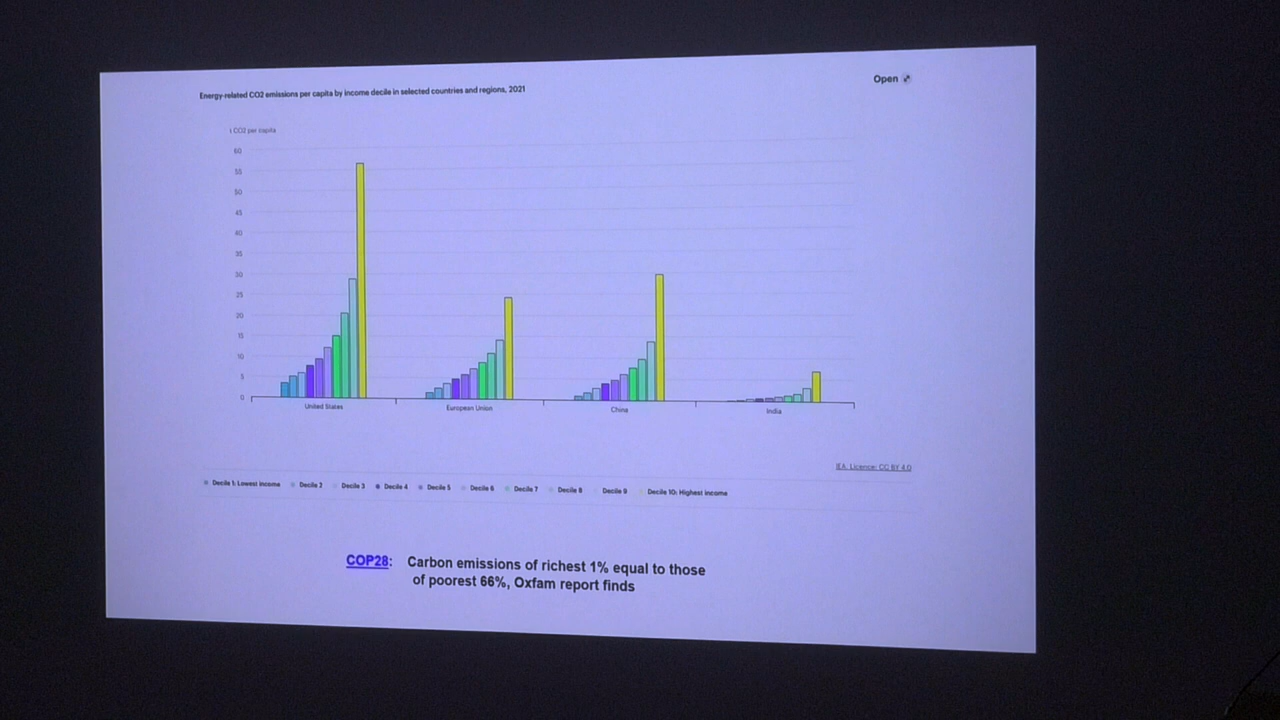 Open
Energy-related CO2 emissions per capita by income decile in selected countries and regions, 2021
t CO2 per capita
60
55
50
45
40
35
30
25
20
15
10
5
0
United States European Union China India
IEA. Licence: CC BY 4.0
Decile 1: Lowest income Decile 2 Decile 3 Decile 4 Decile 5 Decile 6 Decile 7 Decile 8 Decile 9 Decile 10: Highest income
COP28: Carbon emissions of richest 1% equal to those
of poorest 66%, Oxfam report finds